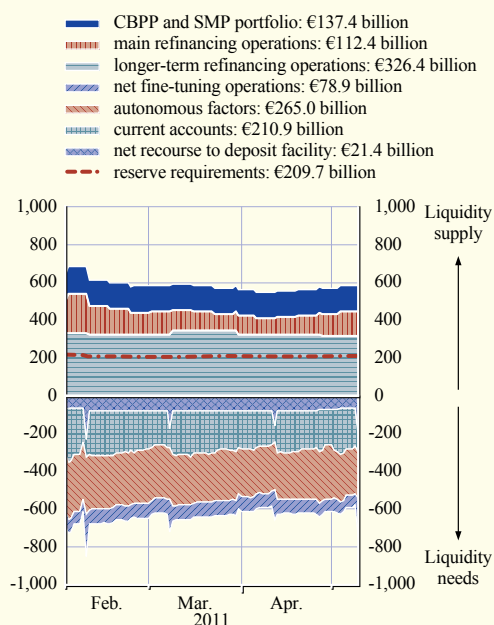 CBPP and SMP portfolio: €137.4 billion
main refinancing operations: €112.4 billion
longer-term refinancing operations: €326.4 billion
net fine-tuning operations: €78.9 billion
autonomous factors: €265.0 billion
current accounts: €210.9 billion
net recourse to deposit facility: €21.4 billion
reserve requirements: €209.7 billion
1,000 1,000
Liquidity
supply
800 800
600 600
400 400
200 200
0 0
-200 -200
-400 -400
-600 -600
-800 -800
Liquidity
needs
-1,000 -1,000
Feb. Mar. Apr.
2011